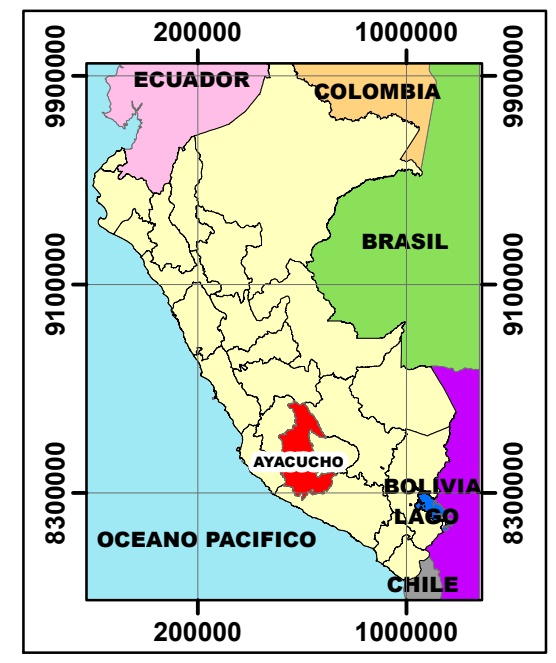 200000 1000000
9900000 9900000
ECUADOR
COLOMBIA
BRASIL
9100000 9100000
AYACUCHO
BOLIVIA
8300000 8300000
LAGO
OCEANO PACIFICO
CHILE
200000 1000000